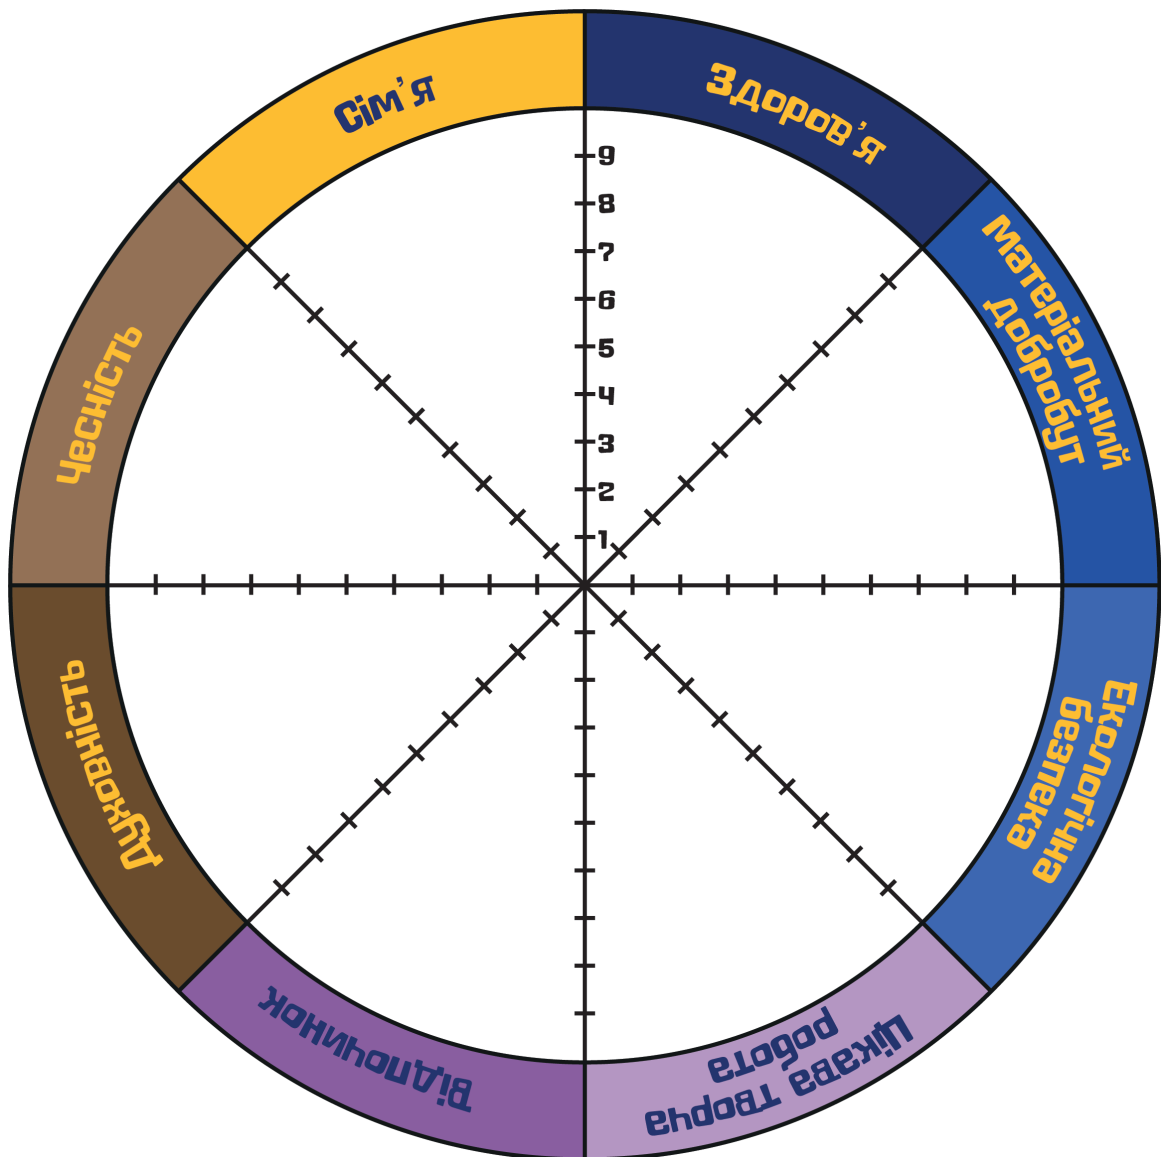 Сім’я
Здоров’я
Матеріальний
добробут
Екологічна
безпека
Цікава творча
робота
Відпочинок
Духовність
Чесність
9
8
7
6
5
4
3
2
1